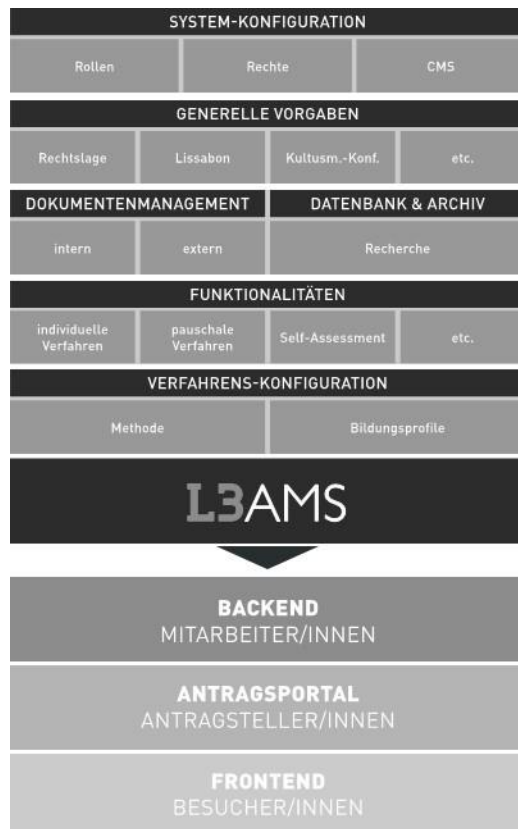 SYSTEM-KONFIGURATION
Rollen
Rechte
CMS
GENERELLE VORGABEN
Rechtslage
Lissabon
Kultusm.-Konf.
etc.
DOKUMENTENMANAGEMENT
DATENBANK & ARCHIV
intern
extern
Recherche
FUNKTIONALITÄTEN
individuelle
Verfahren
pauschale
Verfahren
Self-Assessment
etc.
VERFAHRENS-KONFIGURATION
Methode
Bildungsprofile
L3AMS
BACKEND
MITARBEITER/INNEN
ANTRAGSPORTAL
ANTRAGSTELLER/INNEN
FRONTEND
BESUCHER/INNEN